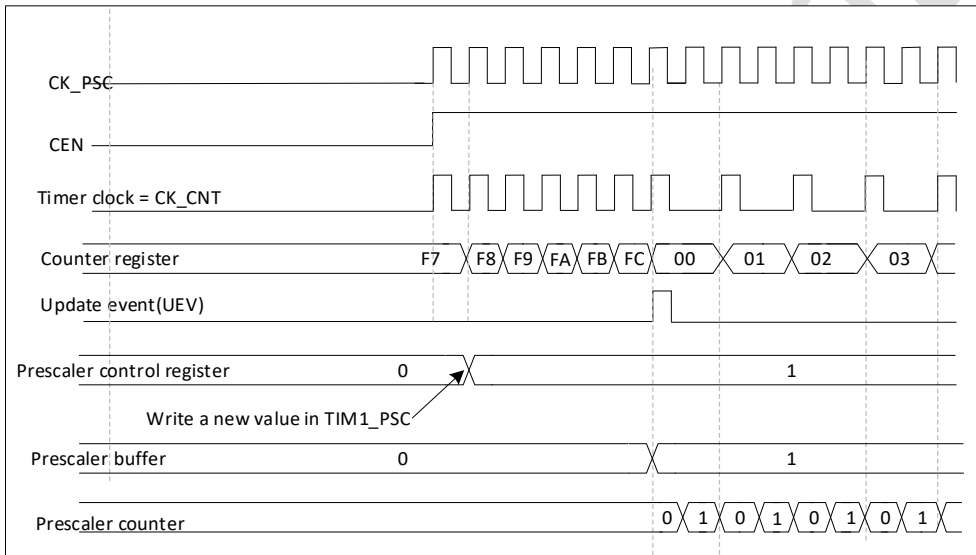 CK_PSC
CEN
Timer clock = CK_CNT
Counter register F7 F8 F9 FA FB FC 00 01 02 03
Update event(UEV)
Prescaler control register 0 1
Write a new value in TIM1_PSC
Prescaler buffer 0 1
Prescaler counter 0 1 0 1 0 1 0 1